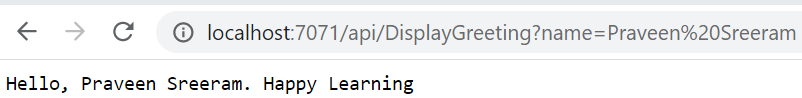 localhost:7071/api/DisplayGreeting?name=Praveen%20Sreeram
Hello, Praveen Sreeram. Happy Learning